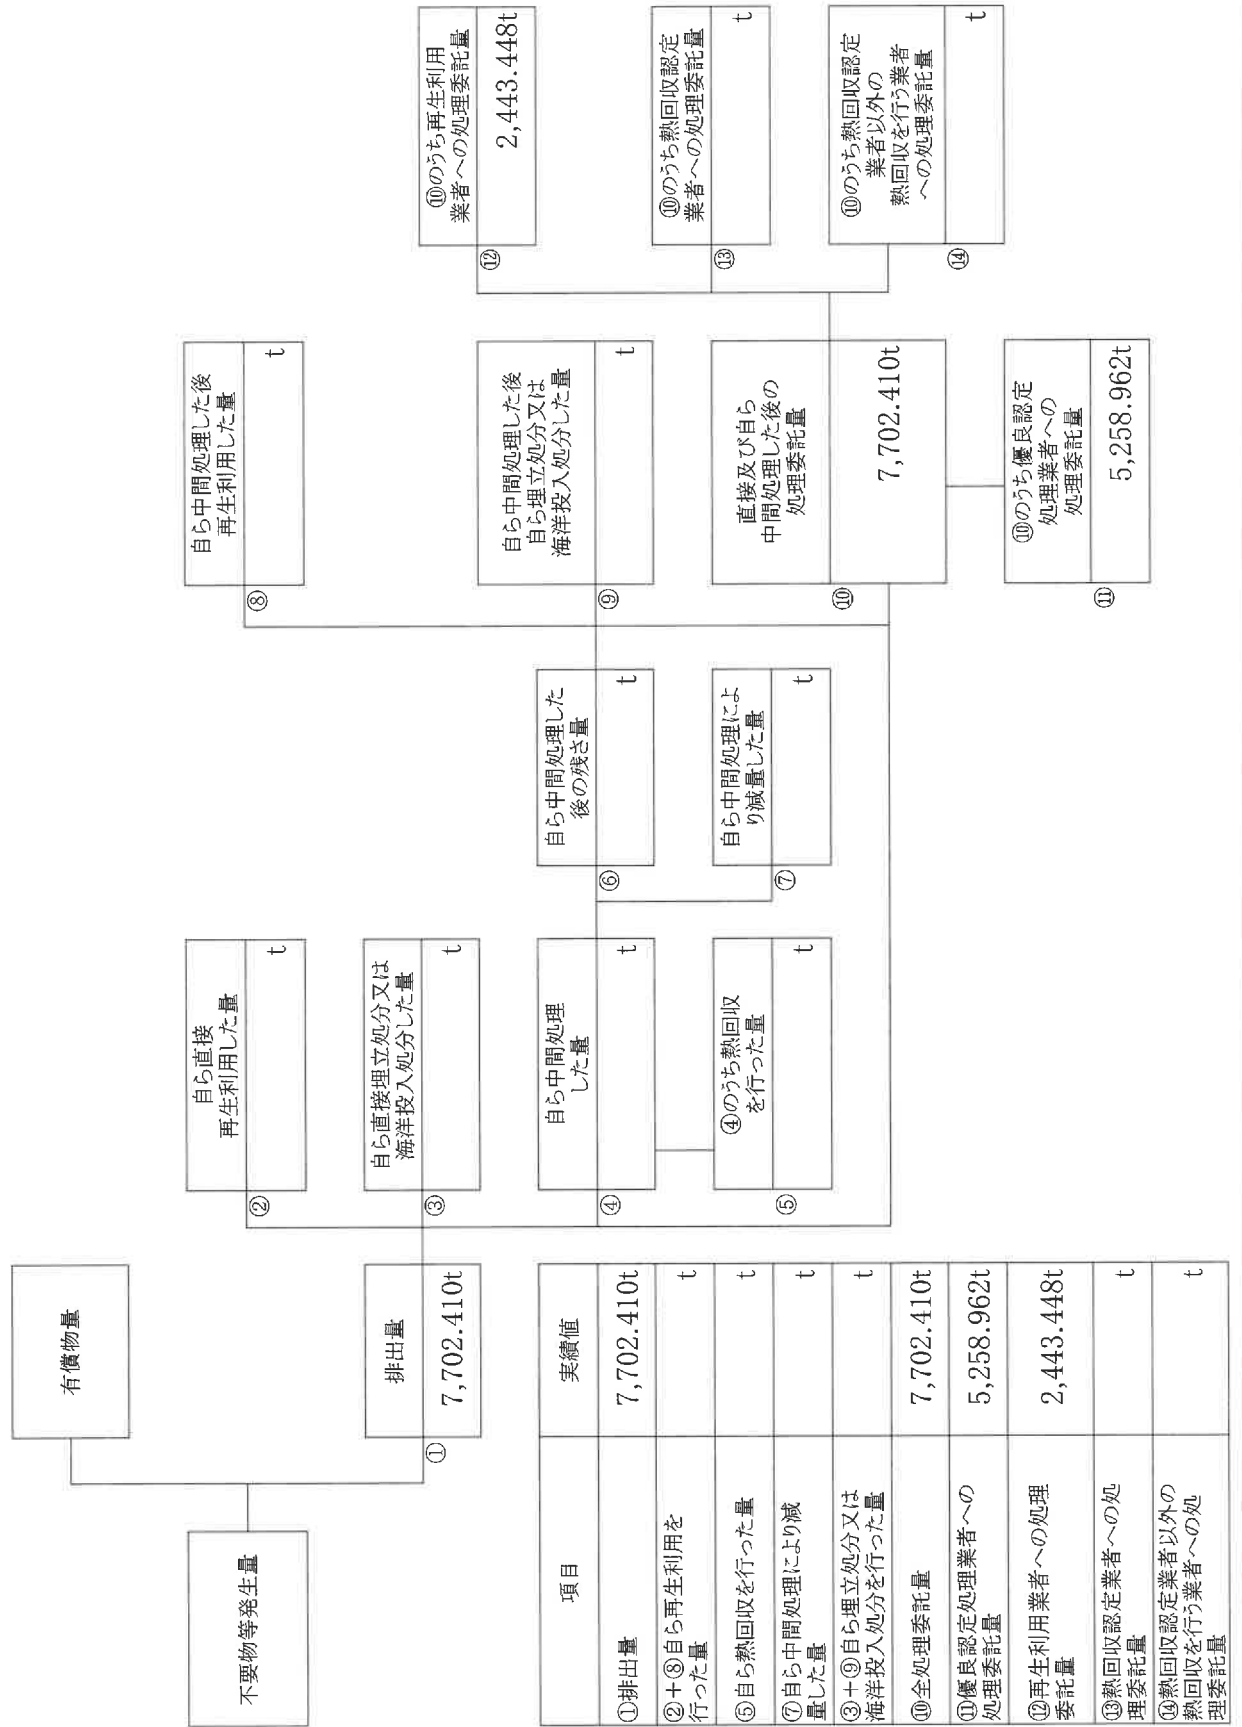 不要物等発生量
有償物量
排出量
①
7,702.410t
自ら直接
再生利用した量
②
t
自ら直接埋立処分又は
海洋投入処分した量
③
t
自ら中間処理
した量
④
t
④のうち熱回収
を行った量
⑤
t
自ら中間処理した
後の残さ量
⑥
t
自ら中間処理によ
り減量した量
⑦
t
自ら中間処理した後
再生利用した量
⑧
t
自ら中間処理した後
自ら埋立処分又は
海洋投入処分した量
⑨
t
直接及び自ら
中間処理した後の
処理委託量
⑩
7,702.410t
⑩のうち優良認定
処理業者への
処理委託量
⑪
5,258.962t
⑩のうち再生利用
業者への処理委託量
⑫
2,443.448t
⑩のうち熱回収認定
業者への処理委託量
⑬
t
⑩のうち熱回収認定
業者以外の
熱回収を行う業者
への処理委託量
⑭
t
項目 実績値
①排出量 7,702.410t
②+⑧自ら再生利用を
行った量
t
⑤自ら熱回収を行った量 t
⑦自ら中間処理により減
量した量
t
③+⑨自ら埋立処分又は
海洋投入処分を行った量
t
⑩全処理委託量 7,702.410t
⑪優良認定処理業者への
処理委託量
5,258.962t
⑫再生利用業者への処理
委託量
2,443.448t
⑬熱回収認定業者への処
理委託量
t
⑭熱回収認定業者以外の
熱回収を行う業者への処
理委託量
t